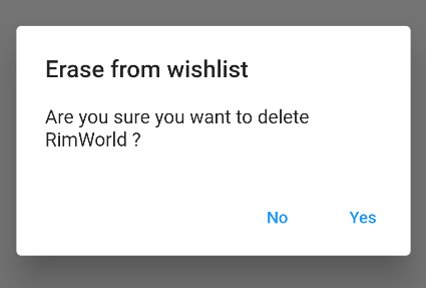 Erase from wishlist
Are you sure you want to delete
RimWorld ?
No Yes